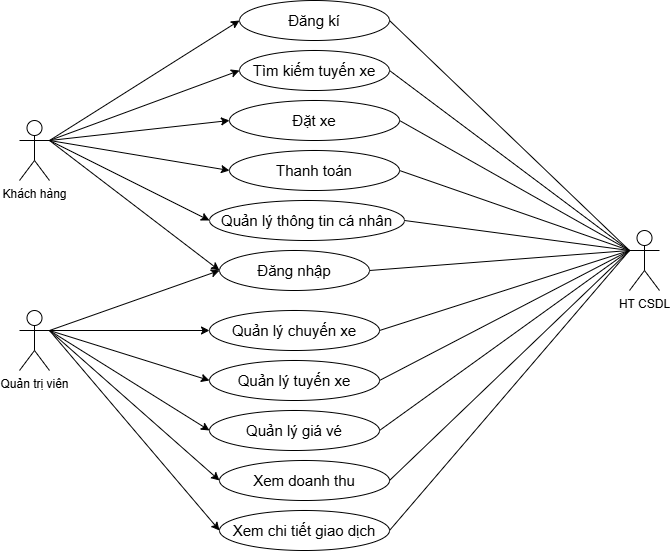 Đăng kí
Tìm kiếm tuyến xe
Đặt xe
Thanh toán
Khách hàng
Quản lý thông tin cá nhân
Đăng nhập
HT CSDL
Quản lý chuyến xe
Quản trị viên
Quản lý tuyến xe
Quản lý giá vé
Xem doanh thu
Xem chi tiết giao dịch